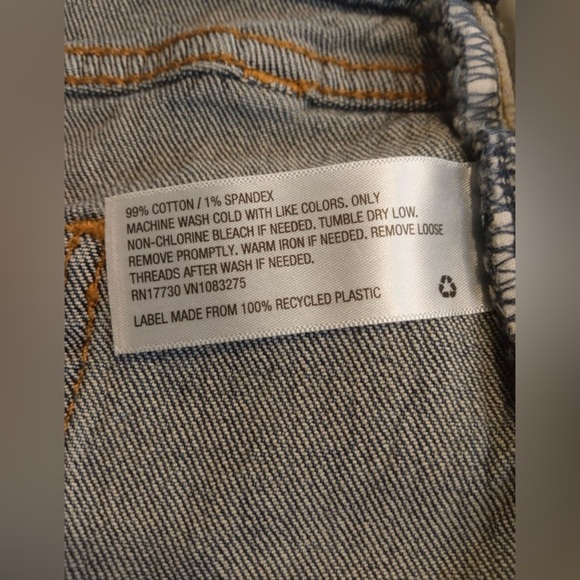 99% COTTON / 1% SPANDEX
MACHINE WASH COLD WITH LIKE COLORS. ONLY
NON-CHLORINE BLEACH IF NEEDED. TUMBLE DRY LOW.
REMOVE PROMPTLY. WARM IRON IF NEEDED. REMOVE LOOSE
THREADS AFTER WASH IF NEEDED.
RN17730 VN1083275
LABEL MADE FROM 100% RECYCLED PLASTIC